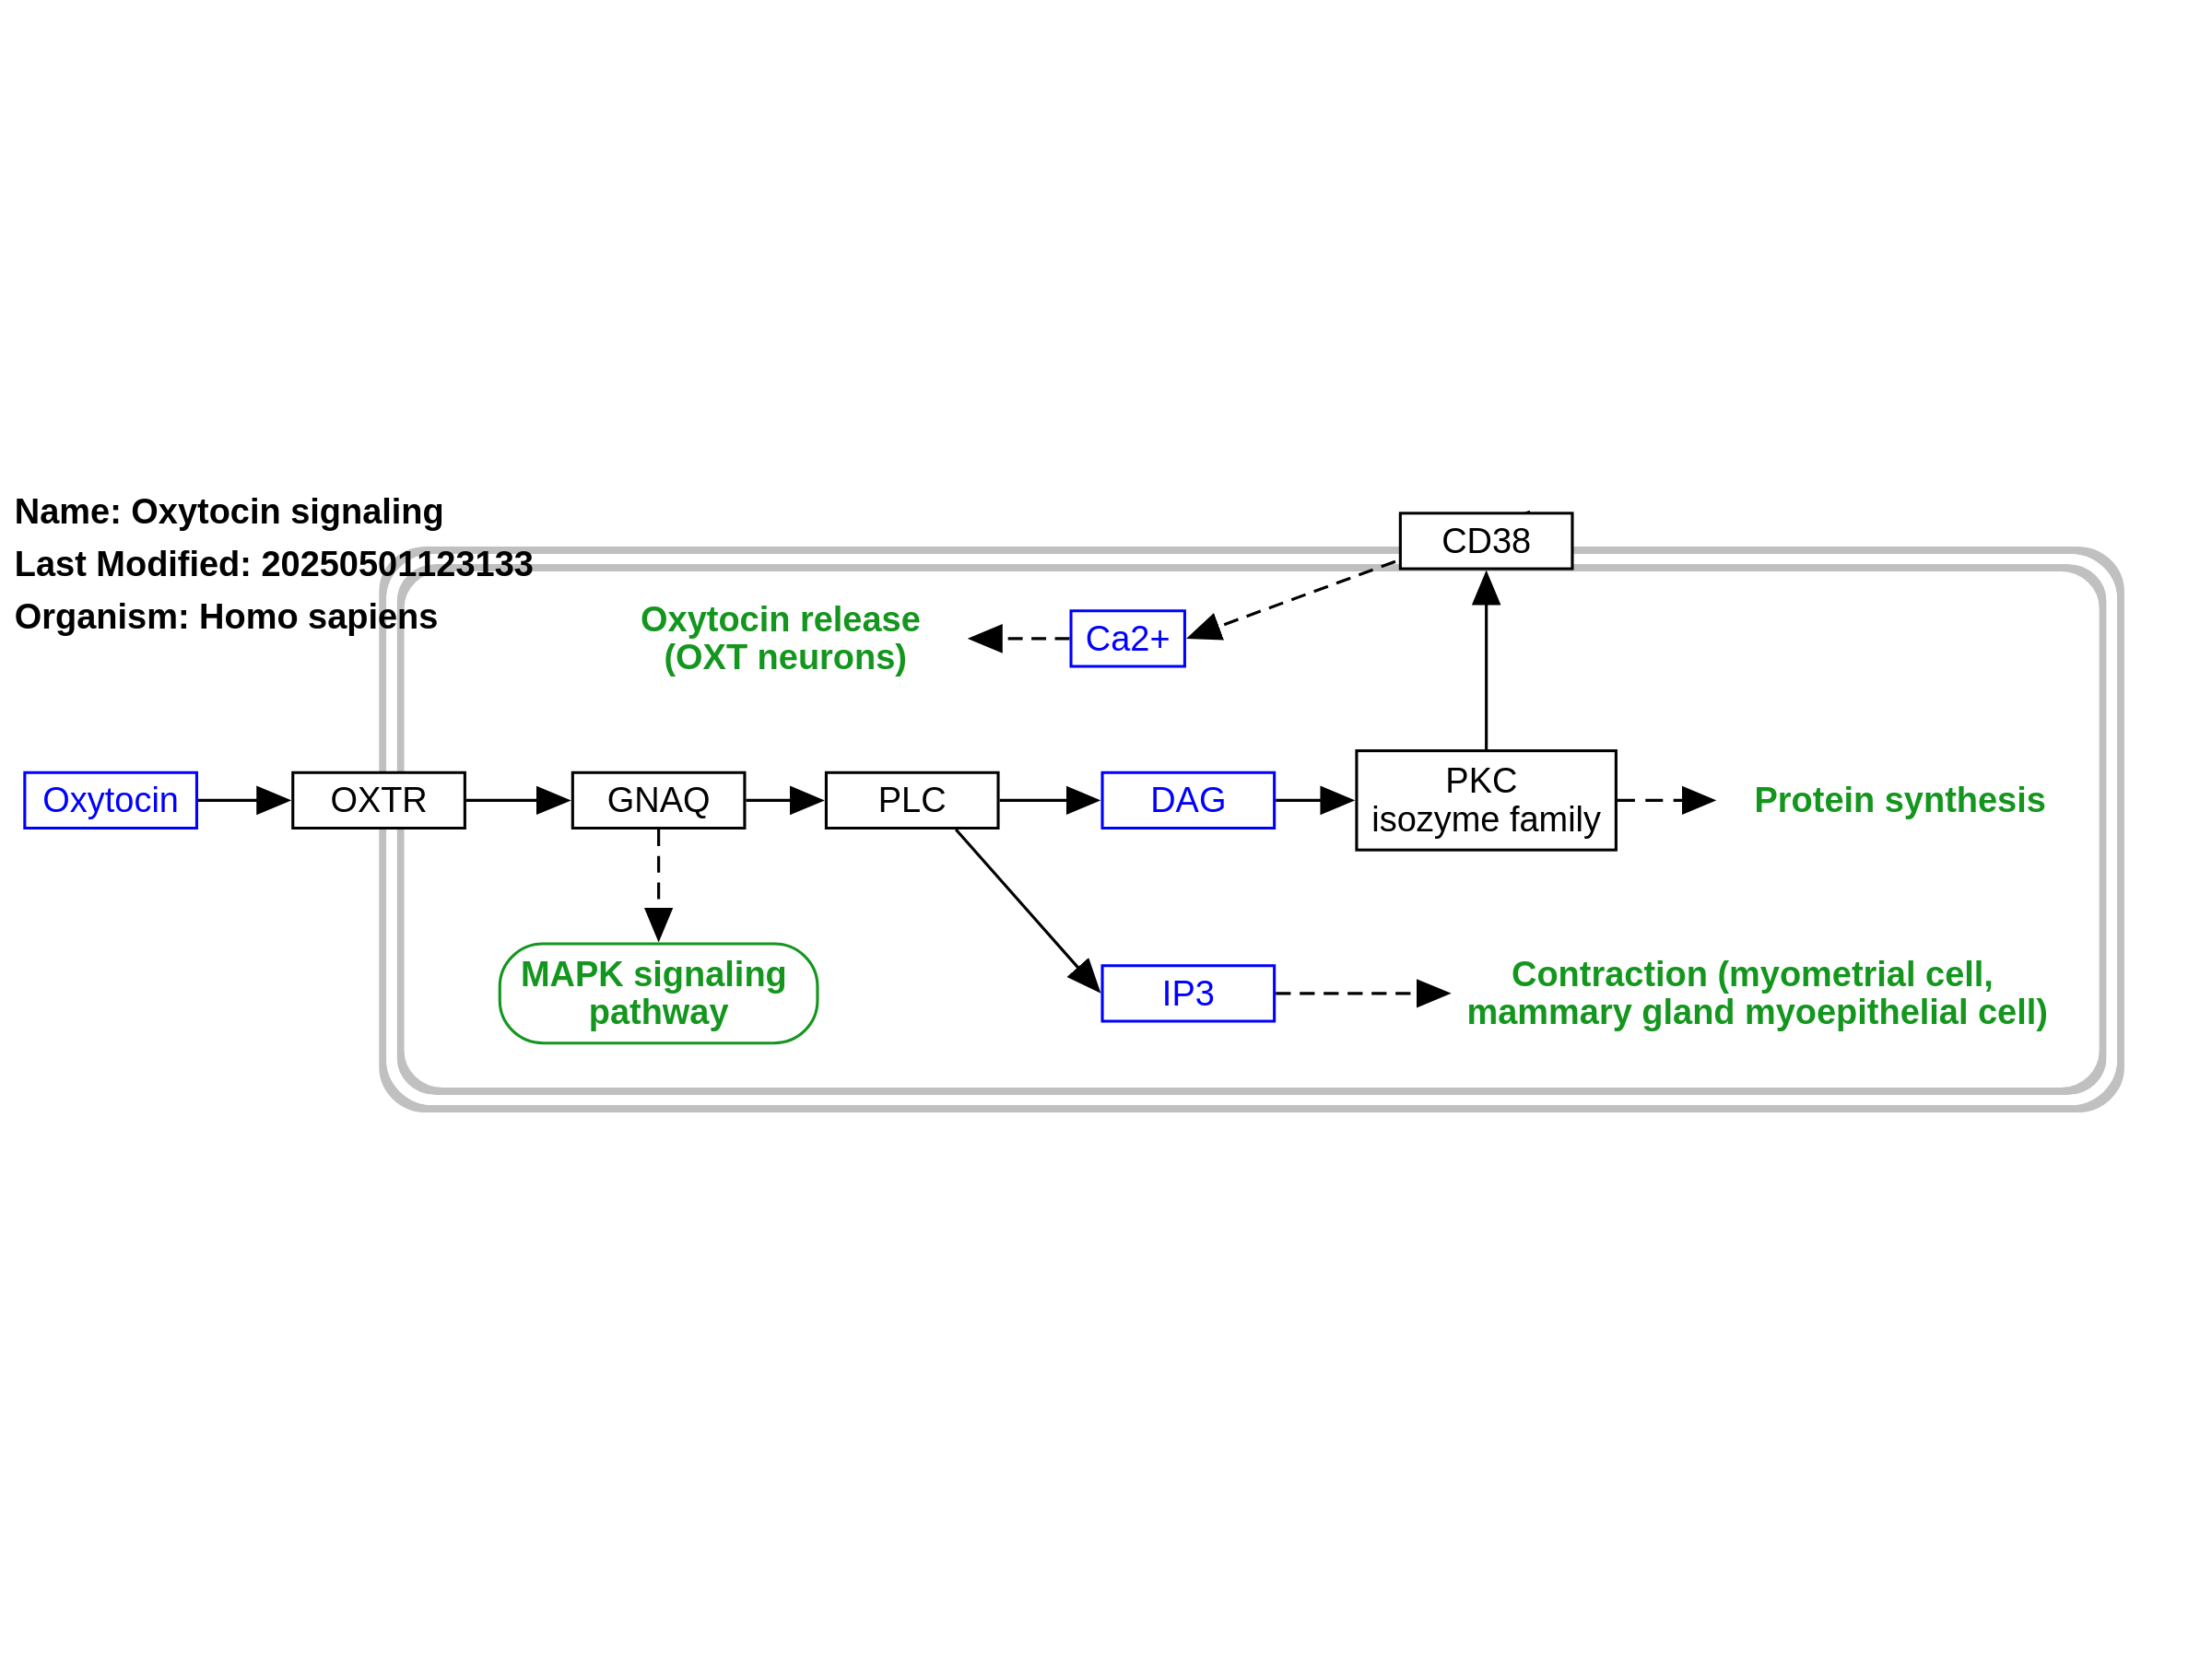 Name: Oxytocin signaling
Last Modified: 20250501123133
Organism: Homo sapiens
CD38
Oxytocin release
(OXT neurons)
Ca2+
Oxytocin
OXTR
GNAQ
PLC
DAG
PKC
isozyme family
Protein synthesis
MAPK signaling
pathway
IP3
Contraction (myometrial cell,
mammary gland myoepithelial cell)